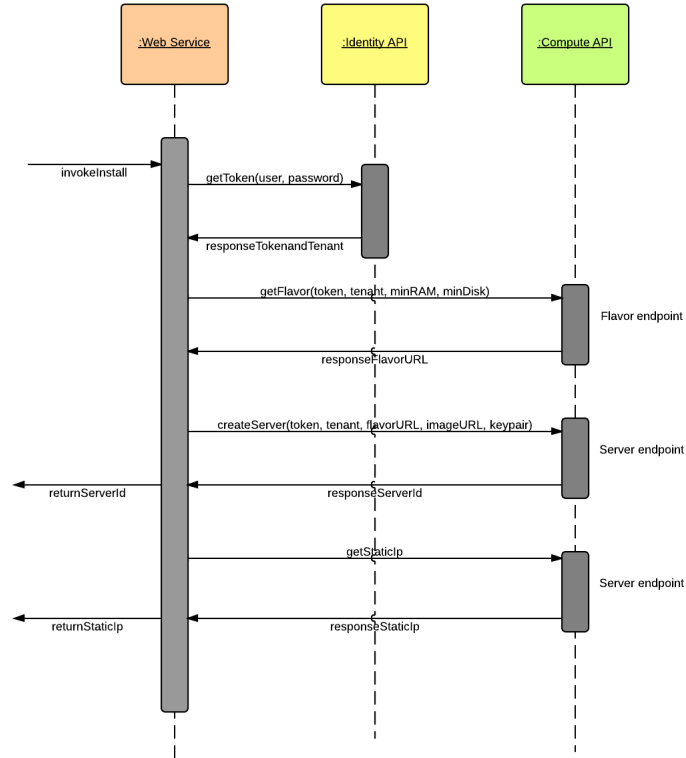 :Web Service
:Identity API
:Compute API
invokeInstall
getToken(user, password)
responseTokenandTenant
getFlavor(token, tenant, minRAM, minDisk)
Flavor endpoint
responseFlavorURL
createServer(token, tenant, flavorURL, imageURL, keypair)
Server endpoint
returnServerId
responseServerId
getStaticIp
Server endpoint
returnStaticIp
responseStaticIp